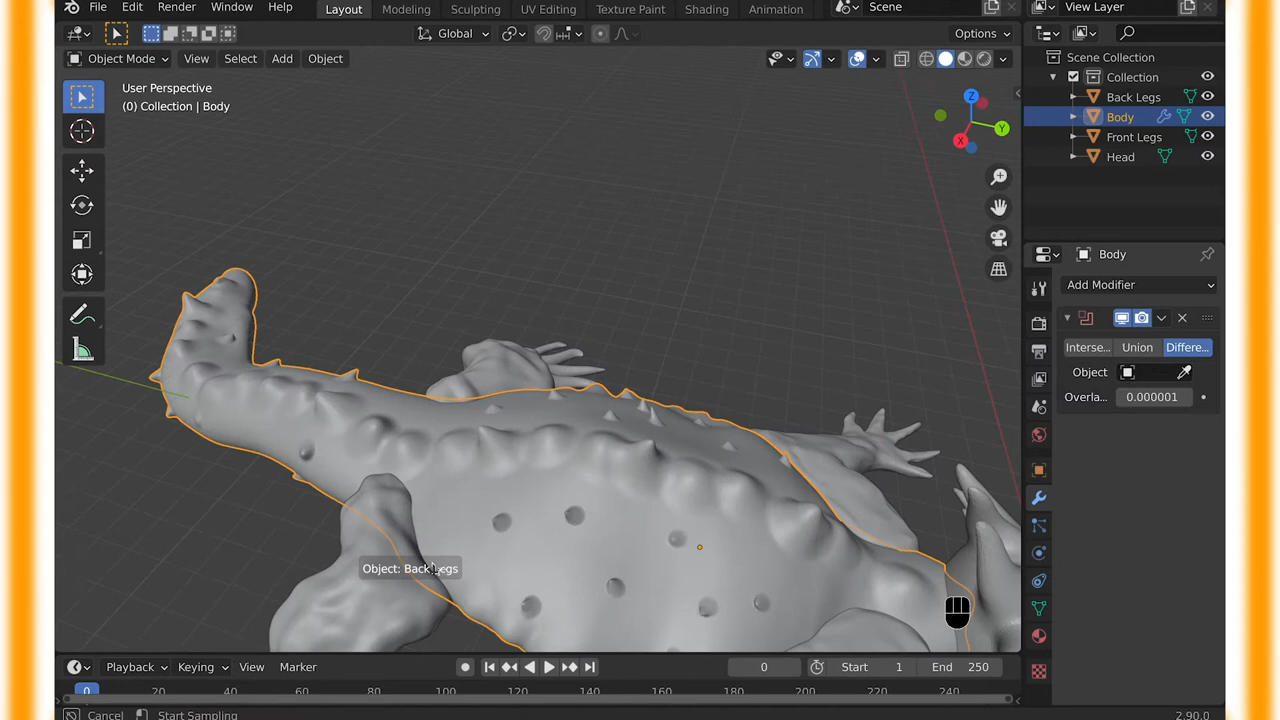 File Edit Render Window Help Layout Modeling Sculpting UV Editing Texture Paint Shading Animation Scene View Layer
Global Options
Object Mode View Select Add Object
Scene Collection
Collection
Back Legs
Body
Front Legs
Head
User Perspective
(0) Collection | Body
Z
Y
X
Body
Add Modifier
Interse... Union Differe...
Object
Overla... 0.000001
Object: Back Legs
Playback Keying View Marker 0 Start 1 End 250
0 20 40 60 80 100 120 140 160 180 200 220 240
Cancel Start Sampling 2.90.0